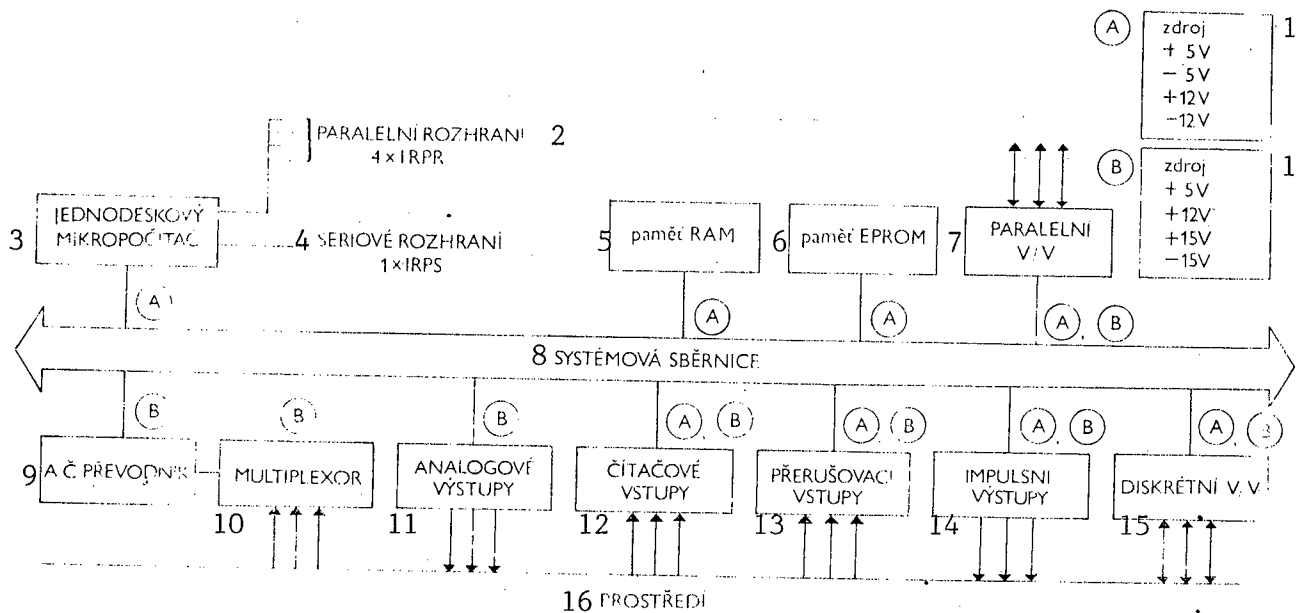 A zdroj 1
+ 5V
− 5V
+12V
−12V
PARALELNÍ ROZHRANÍ 2
4×IRPR
B zdroj 1
+ 5V
+12V
+15V
−15V
3 JEDNODESKOVÝ
MIKROPOČÍTAČ
4 SERIOVÉ ROZHRANÍ
1×IRPS
5 paměť RAM
6 paměť EPROM
7 PARALELNÍ
V/V
A A A A, B
8 SYSTÉMOVÁ SBĚRNICE
B B B A, B A, B A, B A, B
9 A Č PŘEVODNÍK
MULTIPLEXOR
10
ANALOGOVÉ
VÝSTUPY
11
ČÍTAČOVÉ
VSTUPY
12
PŘERUŠOVACI
VSTUPY
13
IMPULSNI
VÝSTUPY
14
DISKRÉTNÍ V/V
15
16 PROSTŘEDÍ